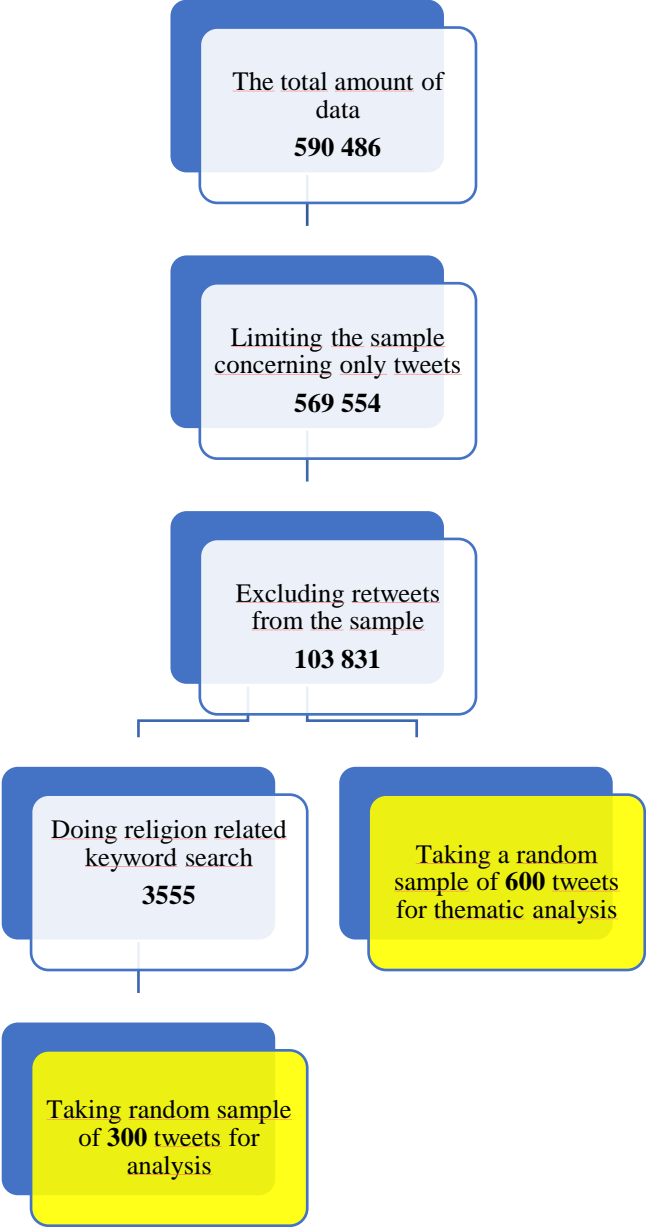 The total amount of
data
590 486
Limiting the sample
concerning only tweets
569 554
Excluding retweets
from the sample
103 831
Doing religion related
keyword search
3555
Taking a random
sample of 600 tweets
for thematic analysis
Taking random sample
of 300 tweets for
analysis